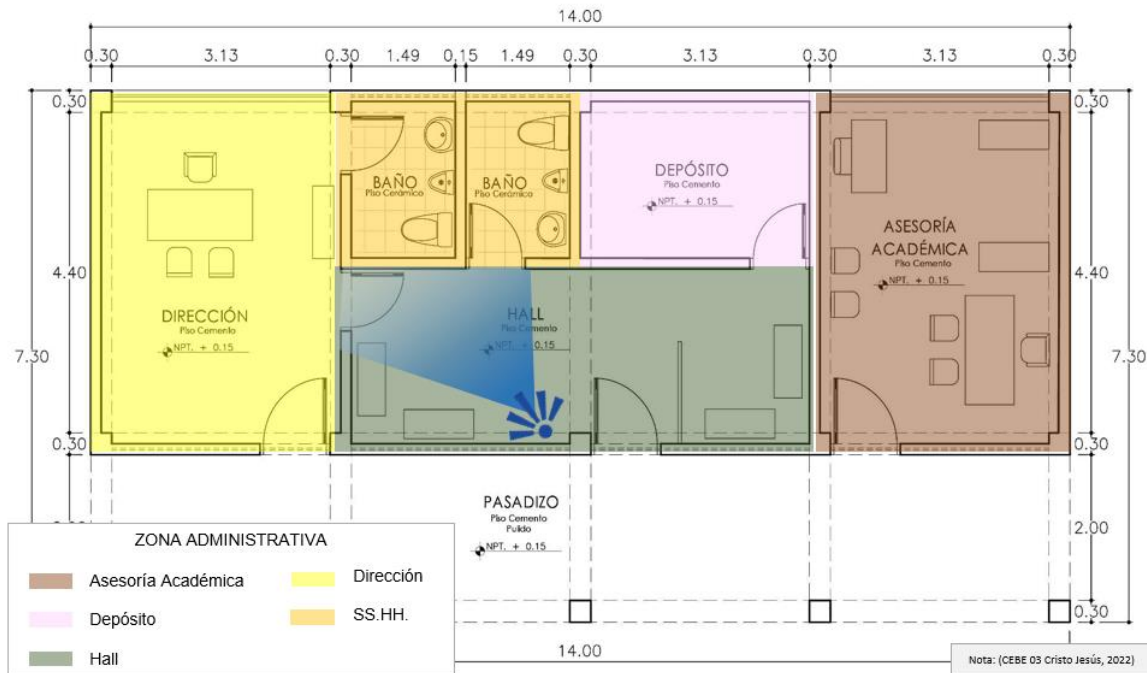 14.00
0.30 3.13 0.30 1.49 0.15 1.49 0.30 3.13 0.30 3.13 0.30
0.30 0.30
BAÑO
Piso Cerámico
BAÑO
Piso Cerámico
DEPÓSITO
Piso Cemento
NPT. + 0.15
ASESORÍA
ACADÉMICA
Piso Cemento
NPT. + 0.15
4.40 4.40
DIRECCIÓN
Piso Cemento
NPT. + 0.15
HALL
Piso Cemento
NPT. + 0.15
7.30 7.30
0.30 0.30
PASADIZO
Piso Cemento
Pulido
NPT. + 0.15
2.00
ZONA ADMINISTRATIVA
Asesoría Académica
Dirección
Depósito
SS.HH.
Hall
0.30
14.00
Nota: (CEBE 03 Cristo Jesús, 2022)